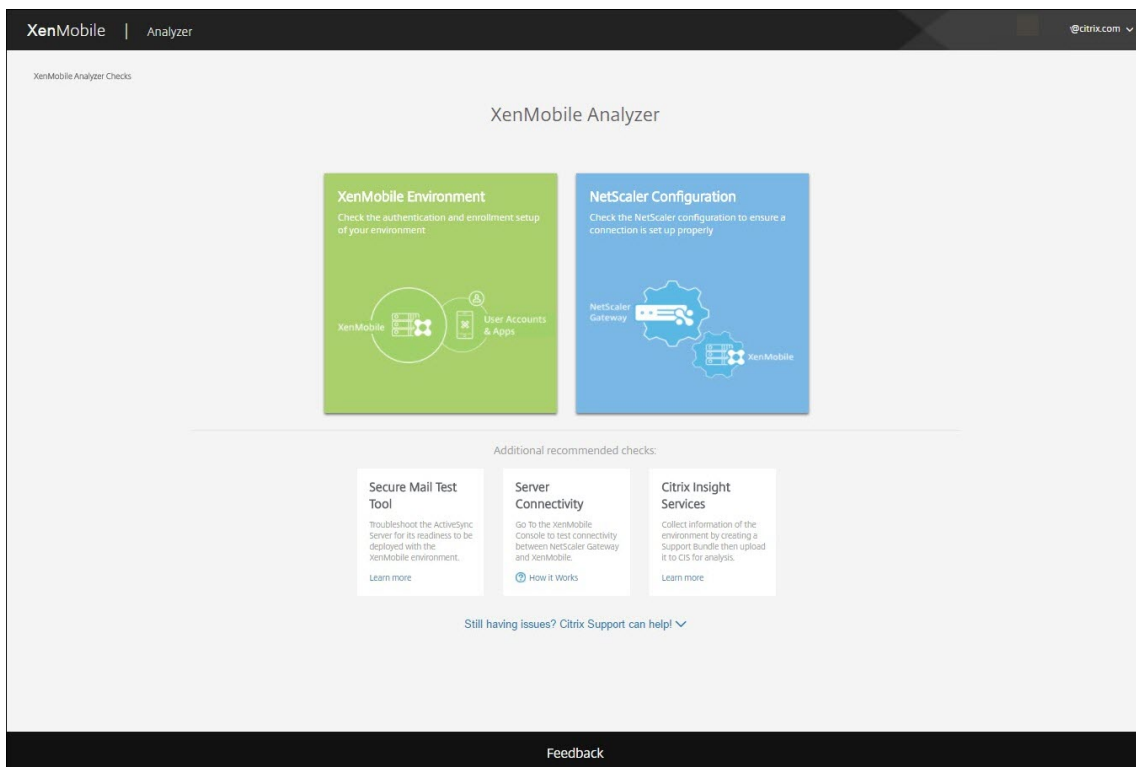 XenMobile | Analyzer
@citrix.com
XenMobile Analyzer Checks
XenMobile Analyzer
XenMobile Environment
Check the authentication and enrollment setup
of your environment
XenMobile
User Accounts
& Apps
NetScaler Configuration
Check the NetScaler configuration to ensure a
connection is set up properly
NetScaler
Gateway
XenMobile
Additional recommended checks:
Secure Mail Test
Tool
Troubleshoot the ActiveSync
Server for its readiness to be
deployed with the
XenMobile environment.
Learn more
Server
Connectivity
Go To the XenMobile
Console to test connectivity
between NetScaler Gateway
and XenMobile.
How it Works
Citrix Insight
Services
Collect information of the
environment by creating a
Support Bundle then upload
it to CIS for analysis.
Learn more
Still having issues? Citrix Support can help!
Feedback